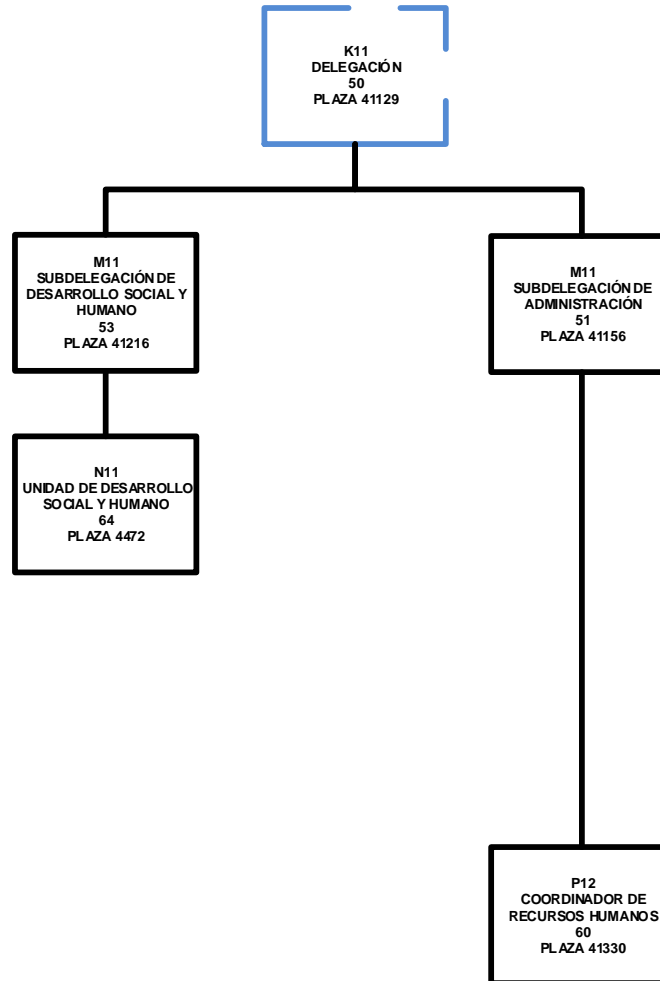 K11
DELEGACIÓN
50
PLAZA 41129
M11
SUBDELEGACIÓN DE
DESARROLLO SOCIAL Y
HUMANO
53
PLAZA 41216
M11
SUBDELEGACIÓN DE
ADMINISTRACIÓN
51
PLAZA 41156
N11
UNIDAD DE DESARROLLO
SOCIAL Y HUMANO
64
PLAZA 4472
P12
COORDINADOR DE
RECURSOS HUMANOS
60
PLAZA 41330